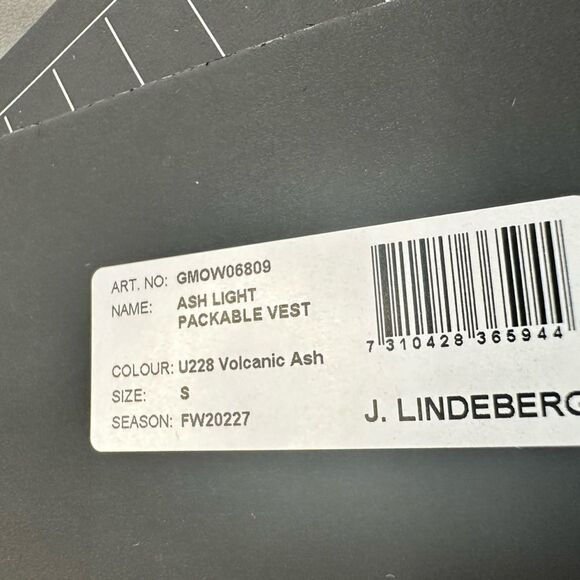 ART. NO: GMOW06809
NAME: ASH LIGHT
PACKABLE VEST
COLOUR: U228 Volcanic Ash
SIZE: S
SEASON: FW20227
7 310428 365944
J. LINDEBERG